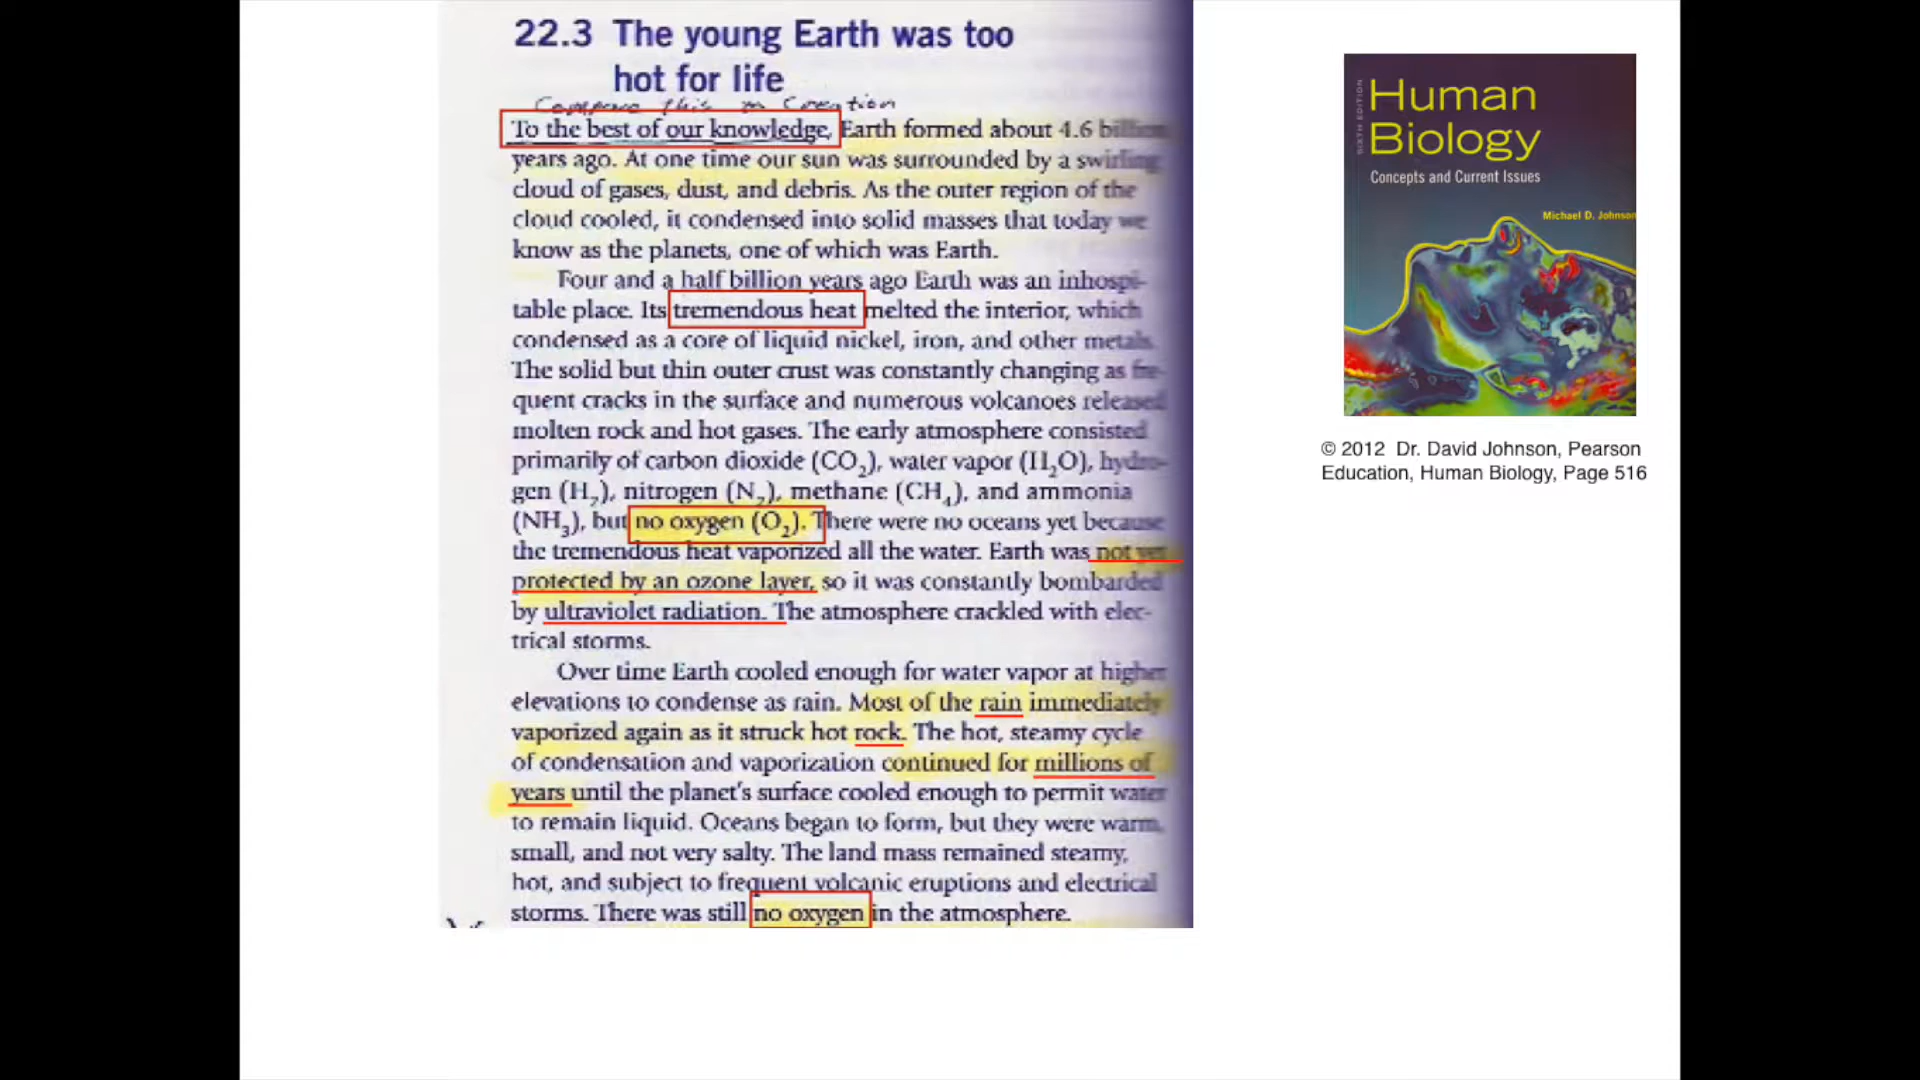 22.3 The young Earth was too
hot for life
Compare this to Creation
To the best of our knowledge, Earth formed about 4.6 billion
years ago. At one time our sun was surrounded by a swirling
cloud of gases, dust, and debris. As the outer region of the
cloud cooled, it condensed into solid masses that today we
know as the planets, one of which was Earth.
Four and a half billion years ago Earth was an inhospi-
table place. Its tremendous heat melted the interior, which
condensed as a core of liquid nickel, iron, and other metals.
The solid but thin outer crust was constantly changing as fre-
quent cracks in the surface and numerous volcanoes released
molten rock and hot gases. The early atmosphere consisted
primarily of carbon dioxide (CO₂), water vapor (H₂O), hydro-
gen (H₂), nitrogen (N₂), methane (CH₄), and ammonia
(NH₃), but no oxygen (O₂). There were no oceans yet because
the tremendous heat vaporized all the water. Earth was not yet
protected by an ozone layer, so it was constantly bombarded
by ultraviolet radiation. The atmosphere crackled with elec-
trical storms.
Over time Earth cooled enough for water vapor at higher
elevations to condense as rain. Most of the rain immediately
vaporized again as it struck hot rock. The hot, steamy cycle
of condensation and vaporization continued for millions of
years until the planet's surface cooled enough to permit water
to remain liquid. Oceans began to form, but they were warm,
small, and not very salty. The land mass remained steamy,
hot, and subject to frequent volcanic eruptions and electrical
storms. There was still no oxygen in the atmosphere.
SIXTH EDITION
Human
Biology
Concepts and Current Issues
Michael D. Johnson
© 2012 Dr. David Johnson, Pearson
Education, Human Biology, Page 516